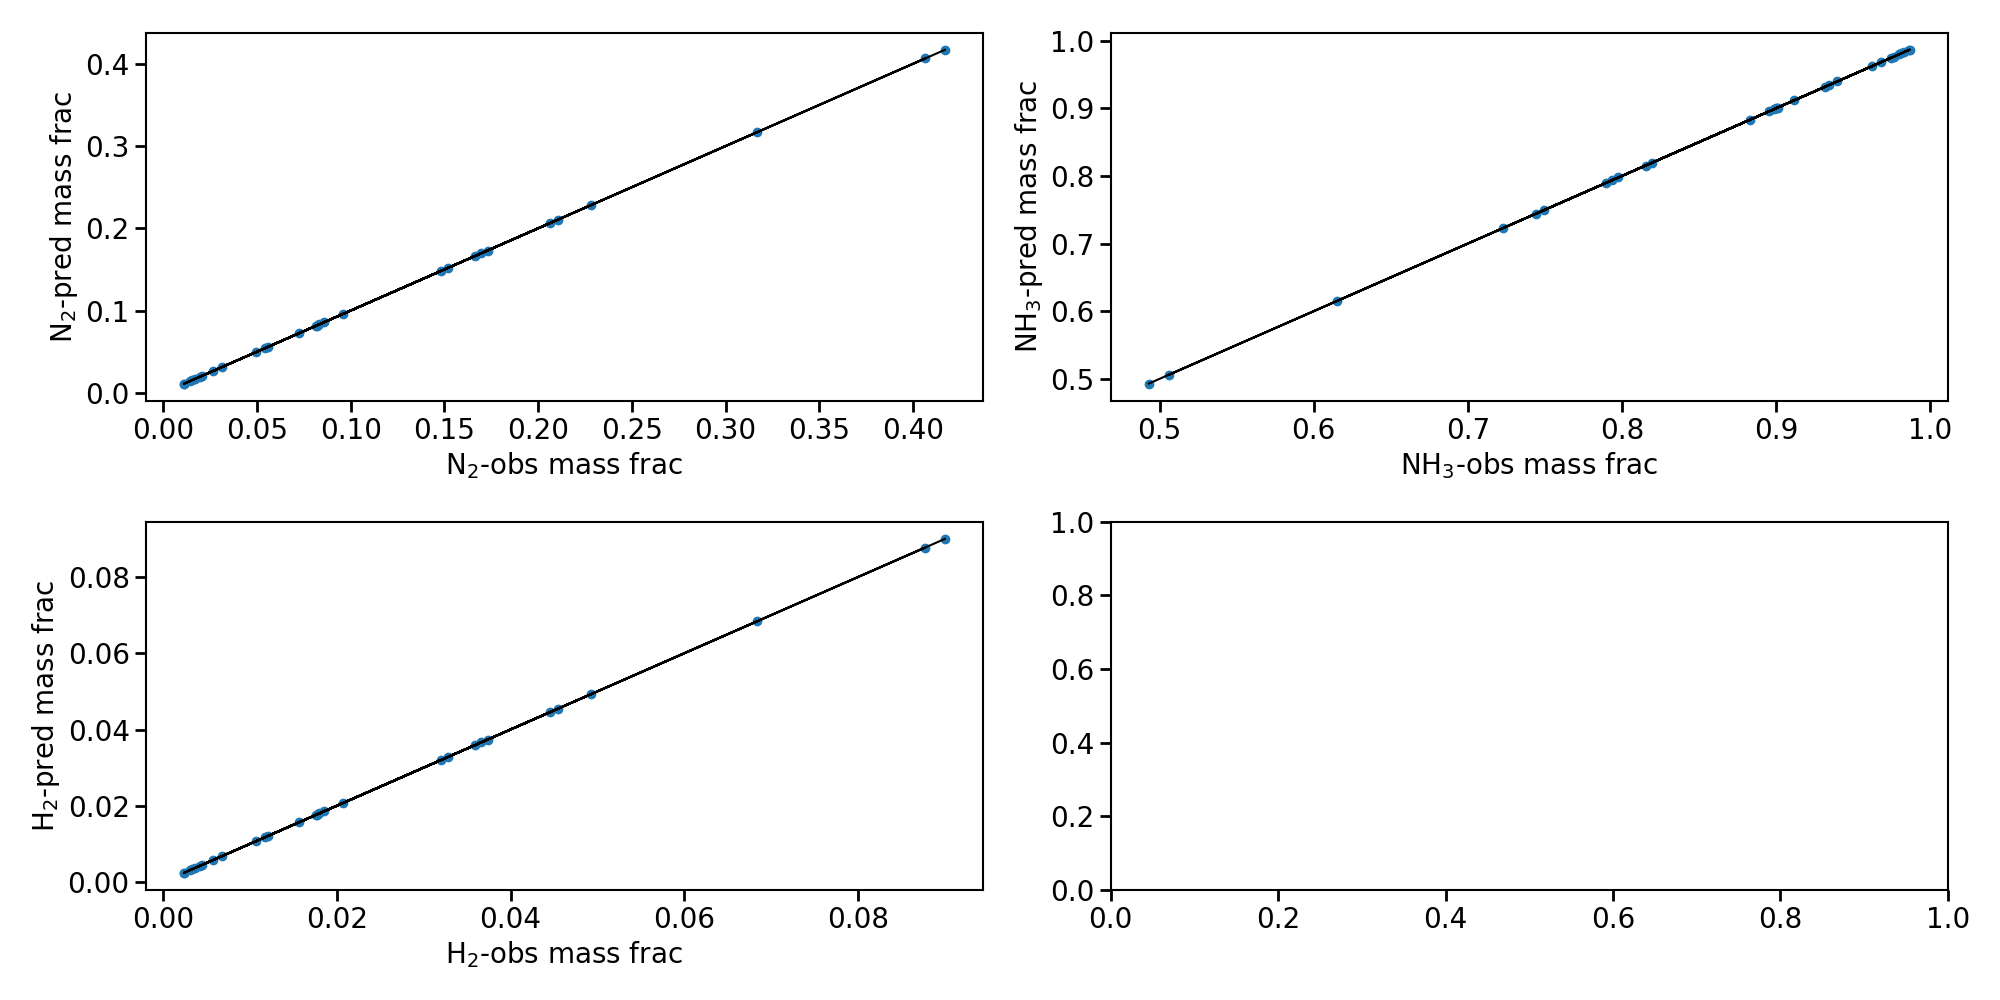 0.4
0.3
0.2
0.1
0.0
N₂-pred mass frac
0.00 0.05 0.10 0.15 0.20 0.25 0.30 0.35 0.40
N₂-obs mass frac
1.0
0.9
0.8
0.7
0.6
0.5
NH₃-pred mass frac
0.5 0.6 0.7 0.8 0.9 1.0
NH₃-obs mass frac
0.08
0.06
0.04
0.02
0.00
H₂-pred mass frac
0.00 0.02 0.04 0.06 0.08
H₂-obs mass frac
1.0
0.8
0.6
0.4
0.2
0.0
0.0 0.2 0.4 0.6 0.8 1.0